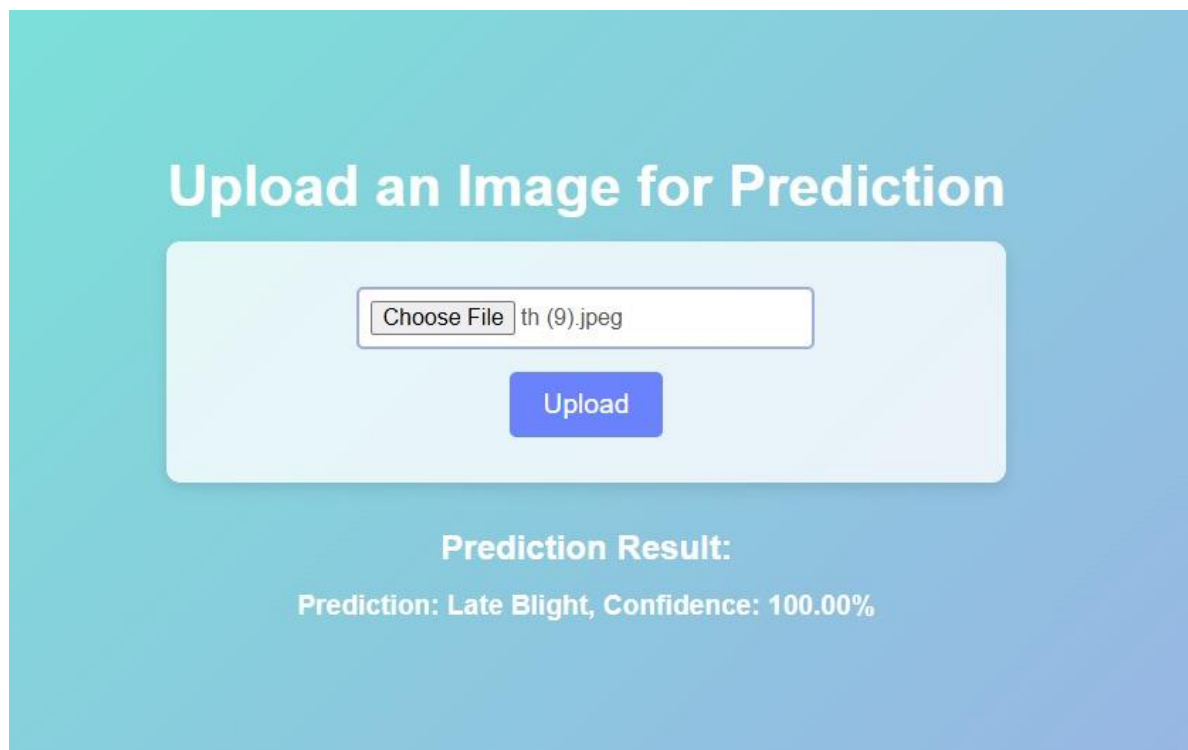 Upload an Image for Prediction
Choose File th (9).jpeg
Upload
Prediction Result:
Prediction: Late Blight, Confidence: 100.00%